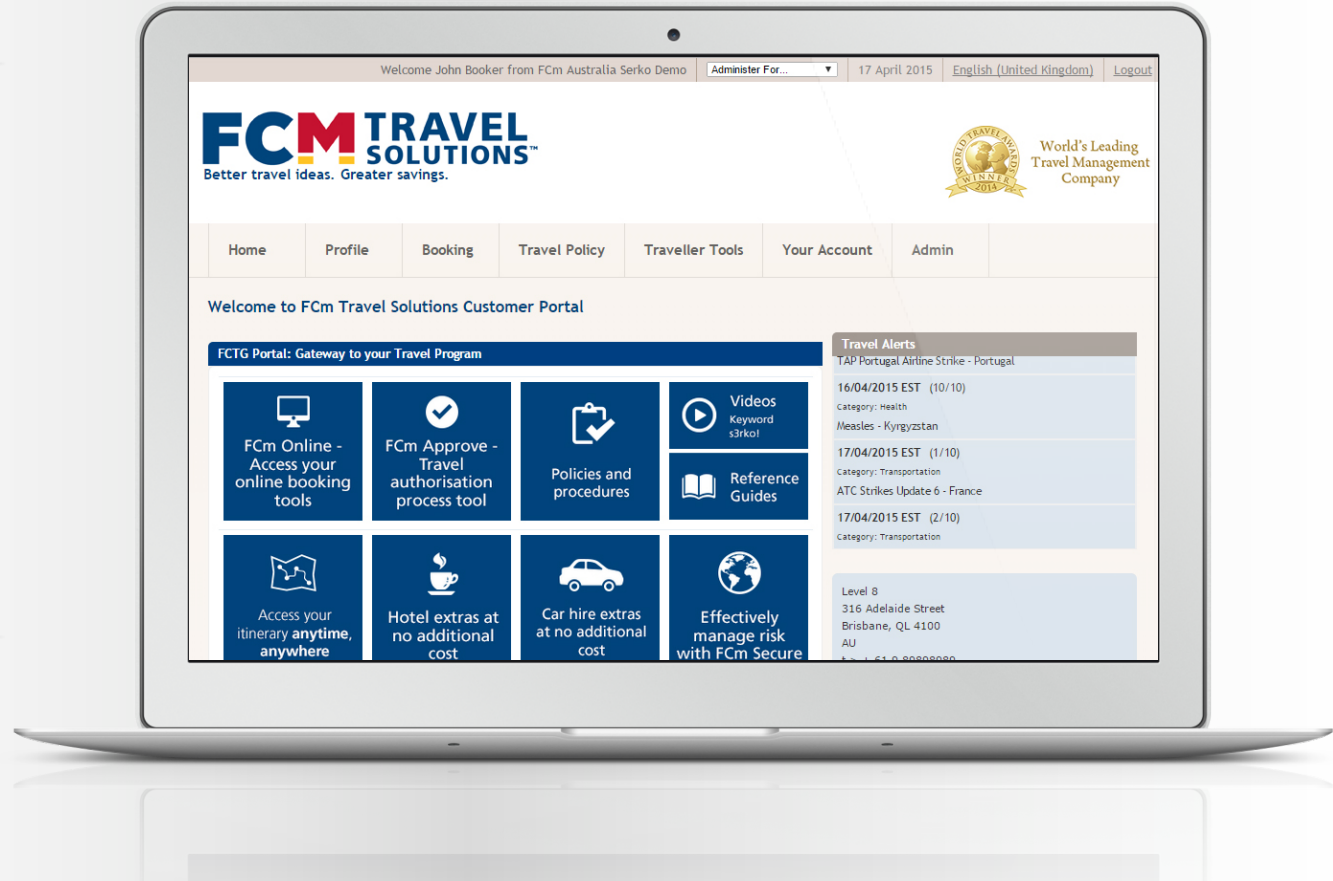 Welcome John Booker from FCm Australia Serko Demo
Administer For...
17 April 2015
English (United Kingdom)
Logout
FCM TRAVEL
SOLUTIONS™
Better travel ideas. Greater savings.
WORLD TRAVEL AWARDS
WINNER
2014
World's Leading
Travel Management
Company
Home
Profile
Booking
Travel Policy
Traveller Tools
Your Account
Admin
Welcome to FCm Travel Solutions Customer Portal
FCTG Portal: Gateway to your Travel Program
FCm Online -
Access your
online booking
tools
FCm Approve -
Travel
authorisation
process tool
Policies and
procedures
Videos
Keyword
s3rko!
Reference
Guides
Access your
itinerary anytime,
anywhere
Hotel extras at
no additional
cost
Car hire extras
at no additional
cost
Effectively
manage risk
with FCm Secure
Travel Alerts
TAP Portugal Airline Strike - Portugal
16/04/2015 EST (10/10)
Category: Health
Measles - Kyrgyzstan
17/04/2015 EST (1/10)
Category: Transportation
ATC Strikes Update 6 - France
17/04/2015 EST (2/10)
Category: Transportation
Level 8
316 Adelaide Street
Brisbane, QL 4100
AU